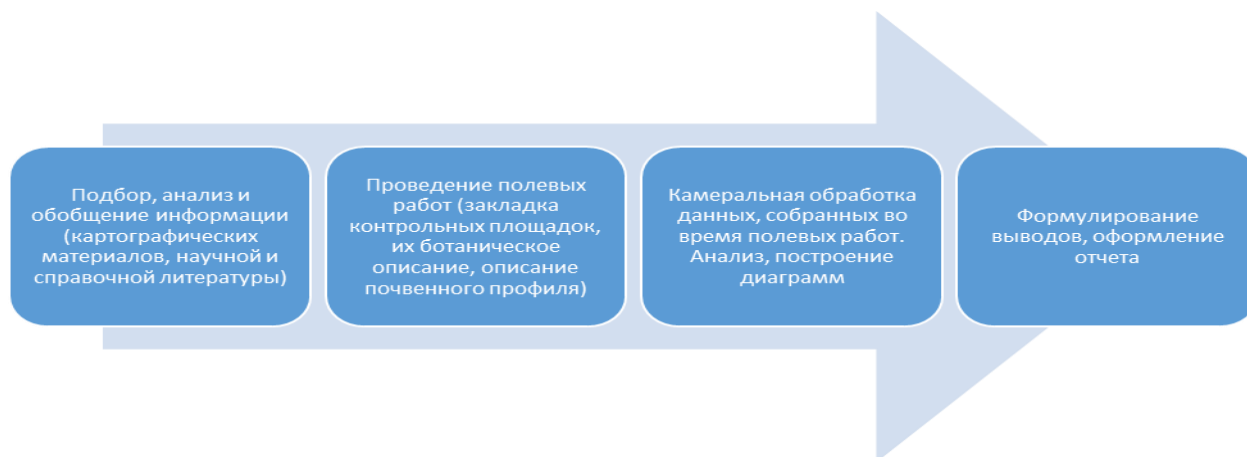 Подбор, анализ и
обобщение информации
(картографических
материалов, научной и
справочной литературы)
Проведение полевых
работ (закладка
контрольных площадок,
их ботаническое
описание, описание
почвенного профиля)
Камеральная обработка
данных, собранных во
время полевых работ.
Анализ, построение
диаграмм
Формулирование
выводов, оформление
отчета